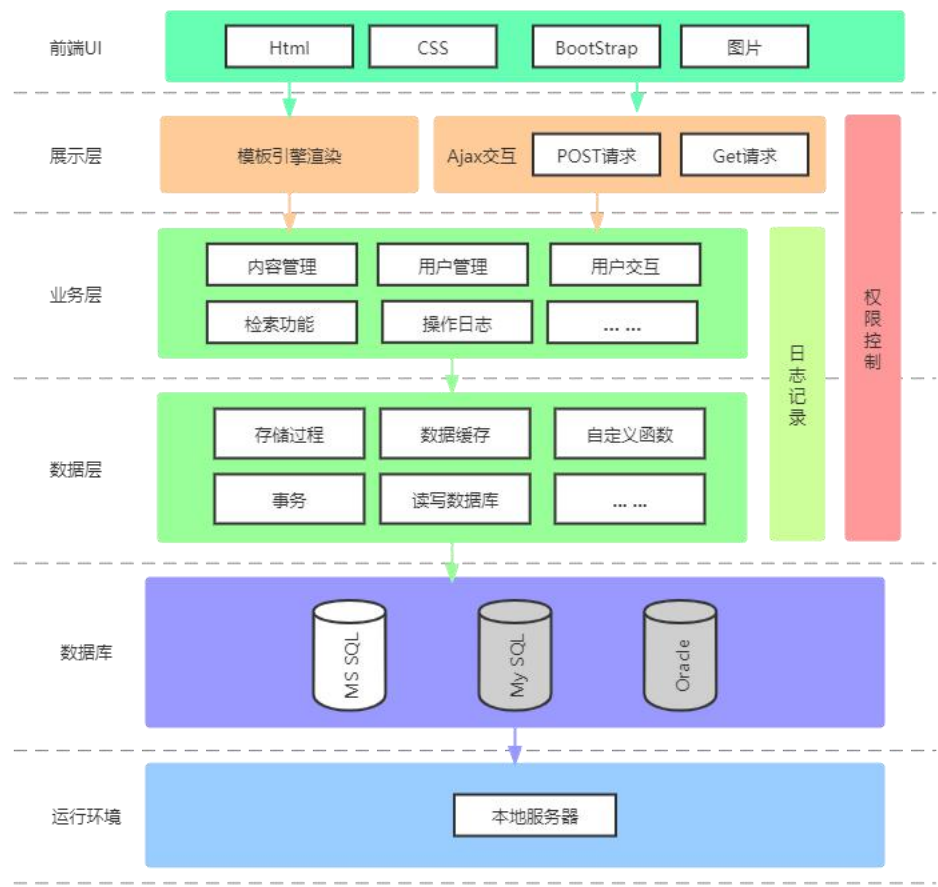 前端UI
Html
CSS
BootStrap
图片
展示层
模板引擎渲染
Ajax交互
POST请求
Get请求
业务层
内容管理
用户管理
用户交互
检索功能
操作日志
... ...
日志记录
权限控制
数据层
存储过程
数据缓存
自定义函数
事务
读写数据库
... ...
数据库
MS SQL
My SQL
Oracle
运行环境
本地服务器